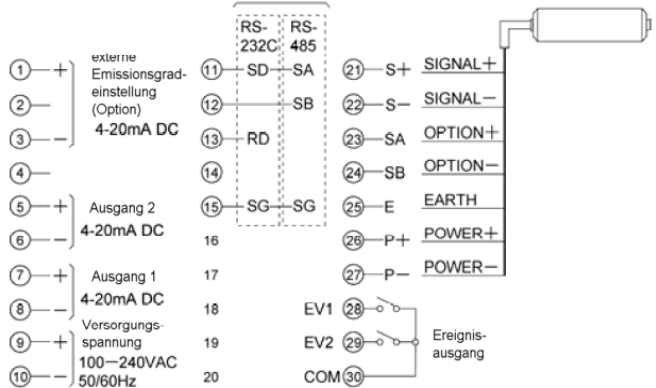 RS-
232C
RS-
485
① + externe
Emissionsgrad-
② einstellung
(Option)
③ − 4-20mA DC
④
⑤ + Ausgang 2
⑥ − 4-20mA DC
⑦ + Ausgang 1
⑧ − 4-20mA DC
Versorgungs-
⑨ + spannung
100−240VAC
⑩ − 50/60Hz
⑪ SD SA
⑫ SB
⑬ RD
⑭
⑮ SG SG
16
17
18
19
20
㉑ S+ SIGNAL+
㉒ S− SIGNAL−
㉓ SA OPTION+
㉔ SB OPTION−
㉕ E EARTH
㉖ P+ POWER+
㉗ P− POWER−
EV1 ㉘
EV2 ㉙
COM ㉚
Ereignis-
ausgang